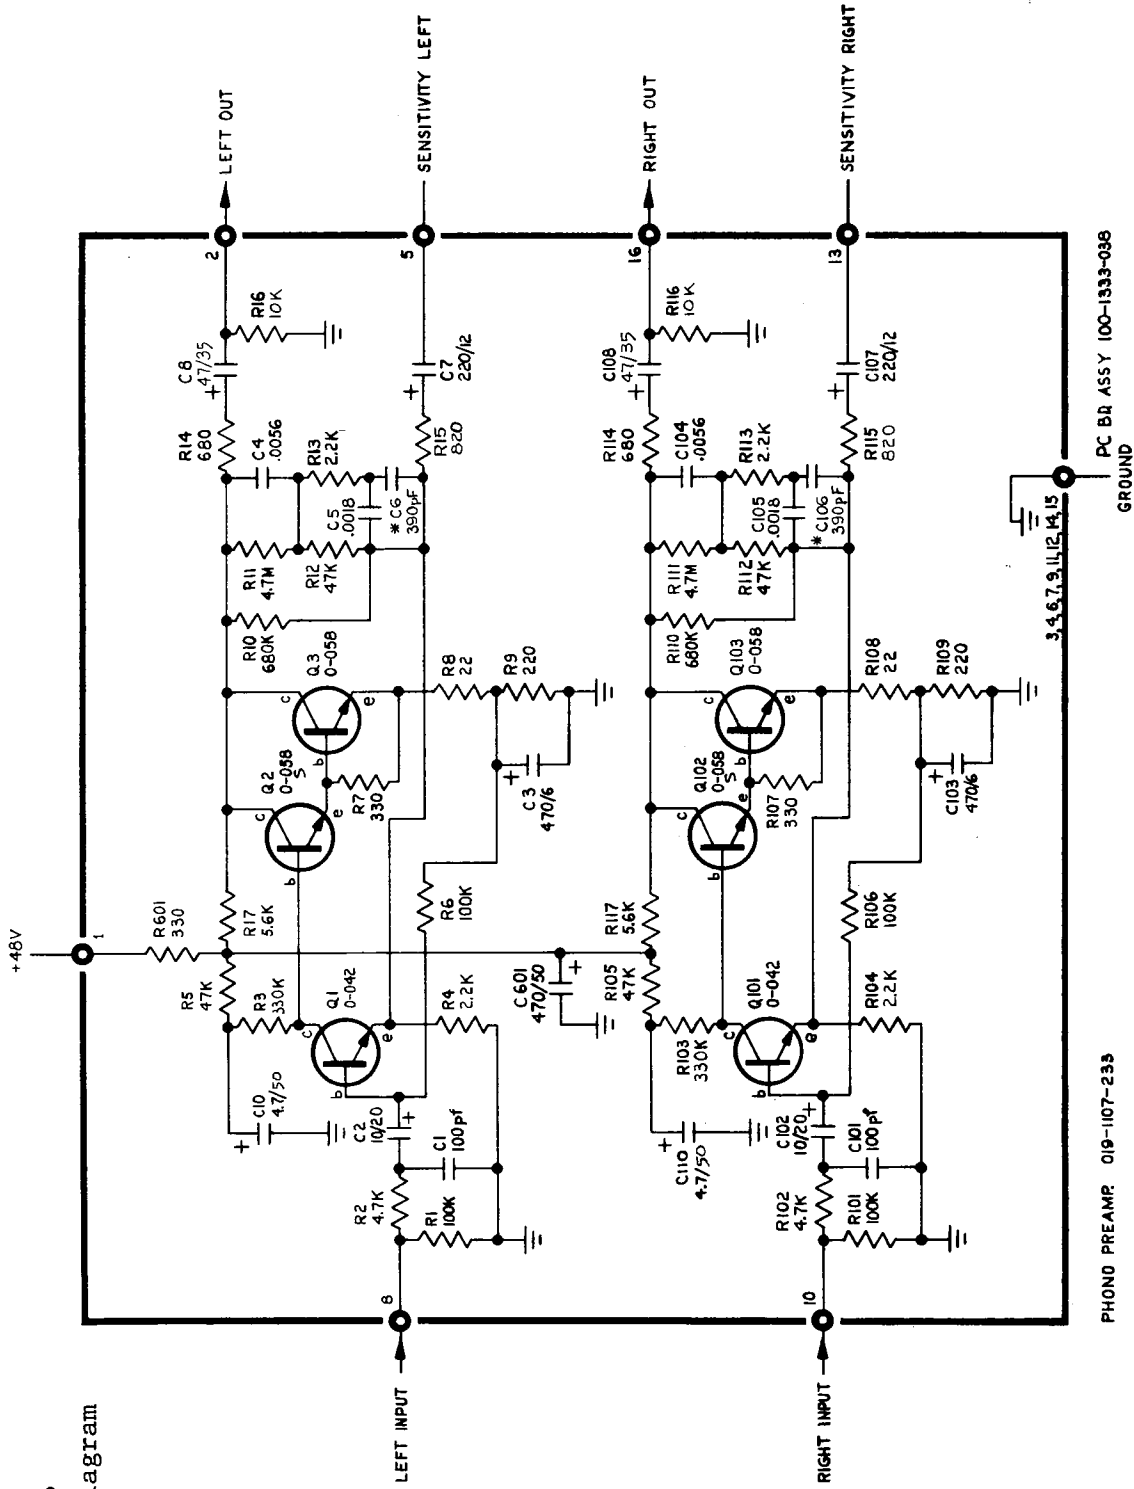 agram
+48V
1
R601
330
R5
47K
R17
5.6K
C10
4.7/50
R3
330K
Q1
0-042
c
b
e
Q2
0-058
S
c
b
e
Q3
0-058
c
b
e
R7
330
R10
680K
R11
4.7M
R12
47K
C4
.0056
R13
2.2K
C5
.0018
*C6
390pF
R14
680
C8
47/35
R16
10K
2
LEFT OUT
R15
820
C7
220/12
5
SENSITIVITY LEFT
R8
22
R9
220
C3
470/6
R6
100K
R4
2.2K
C2
10/20
C1
100pf
R2
4.7K
R1
100K
8
LEFT INPUT
C601
470/50
R105
47K
R117
5.6K
C110
4.7/50
R103
330K
Q101
0-042
c
b
e
Q102
0-058
S
c
b
e
Q103
0-058
c
b
e
R107
330
R110
680K
R111
4.7M
R112
47K
C104
.0056
R113
2.2K
C105
.0018
*C106
390pF
R114
680
C108
47/35
R116
10K
16
RIGHT OUT
R115
820
C107
220/12
13
SENSITIVITY RIGHT
R108
22
R109
220
C103
470/6
R106
100K
R104
2.2K
C102
10/20
C101
100pf
R102
4.7K
R101
100K
10
RIGHT INPUT
3,4,6,7,9,11,12,14,15
GROUND
PHONO PREAMP. 019-1107-233
PC BD ASSY 100-1333-038